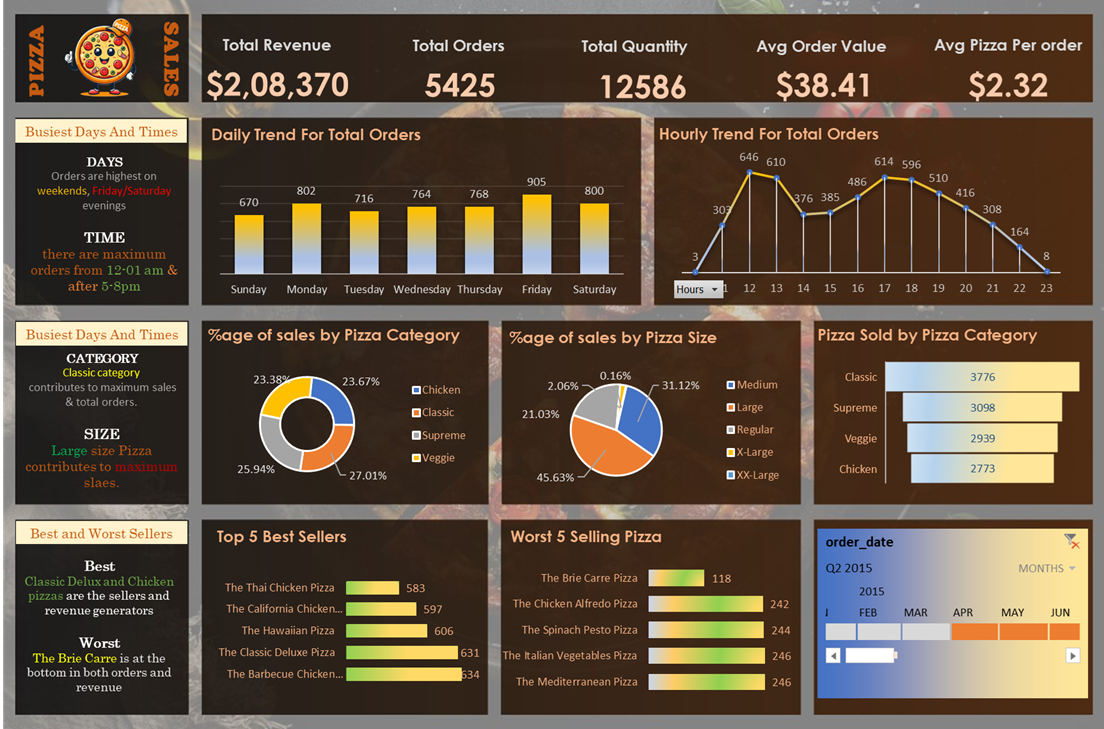 PIZZA
PIZZA
SALES
Total Revenue
$2,08,370
Total Orders
5425
Total Quantity
12586
Avg Order Value
$38.41
Avg Pizza Per order
$2.32
Busiest Days And Times
DAYS
Orders are highest on
weekends, Friday/Saturday
evenings
TIME
there are maximum
orders from 12-01 am &
after 5-8pm
Daily Trend For Total Orders
670
802
716
764
768
905
800
Sunday
Monday
Tuesday
Wednesday
Thursday
Friday
Saturday
Hourly Trend For Total Orders
3
303
646
610
376
385
486
614
596
510
416
308
164
8
Hours
1
12
13
14
15
16
17
18
19
20
21
22
23
Busiest Days And Times
CATEGORY
Classic category
contributes to maximum sales
& total orders.
SIZE
Large size Pizza
contributes to maximum
slaes.
%age of sales by Pizza Category
23.38%
23.67%
25.94%
27.01%
Chicken
Classic
Supreme
Veggie
%age of sales by Pizza Size
0.16%
2.06%
31.12%
21.03%
45.63%
Medium
Large
Regular
X-Large
XX-Large
Pizza Sold by Pizza Category
Classic 3776
Supreme 3098
Veggie 2939
Chicken 2773
Best and Worst Sellers
Best
Classic Delux and Chicken
pizzas are the sellers and
revenue generators
Worst
The Brie Carre is at the
bottom in both orders and
revenue
Top 5 Best Sellers
The Thai Chicken Pizza 583
The California Chicken... 597
The Hawaiian Pizza 606
The Classic Deluxe Pizza 631
The Barbecue Chicken... 634
Worst 5 Selling Pizza
The Brie Carre Pizza 118
The Chicken Alfredo Pizza 242
The Spinach Pesto Pizza 244
The Italian Vegetables Pizza 246
The Mediterranean Pizza 246
order_date
Q2 2015
MONTHS
2015
FEB
MAR
APR
MAY
JUN